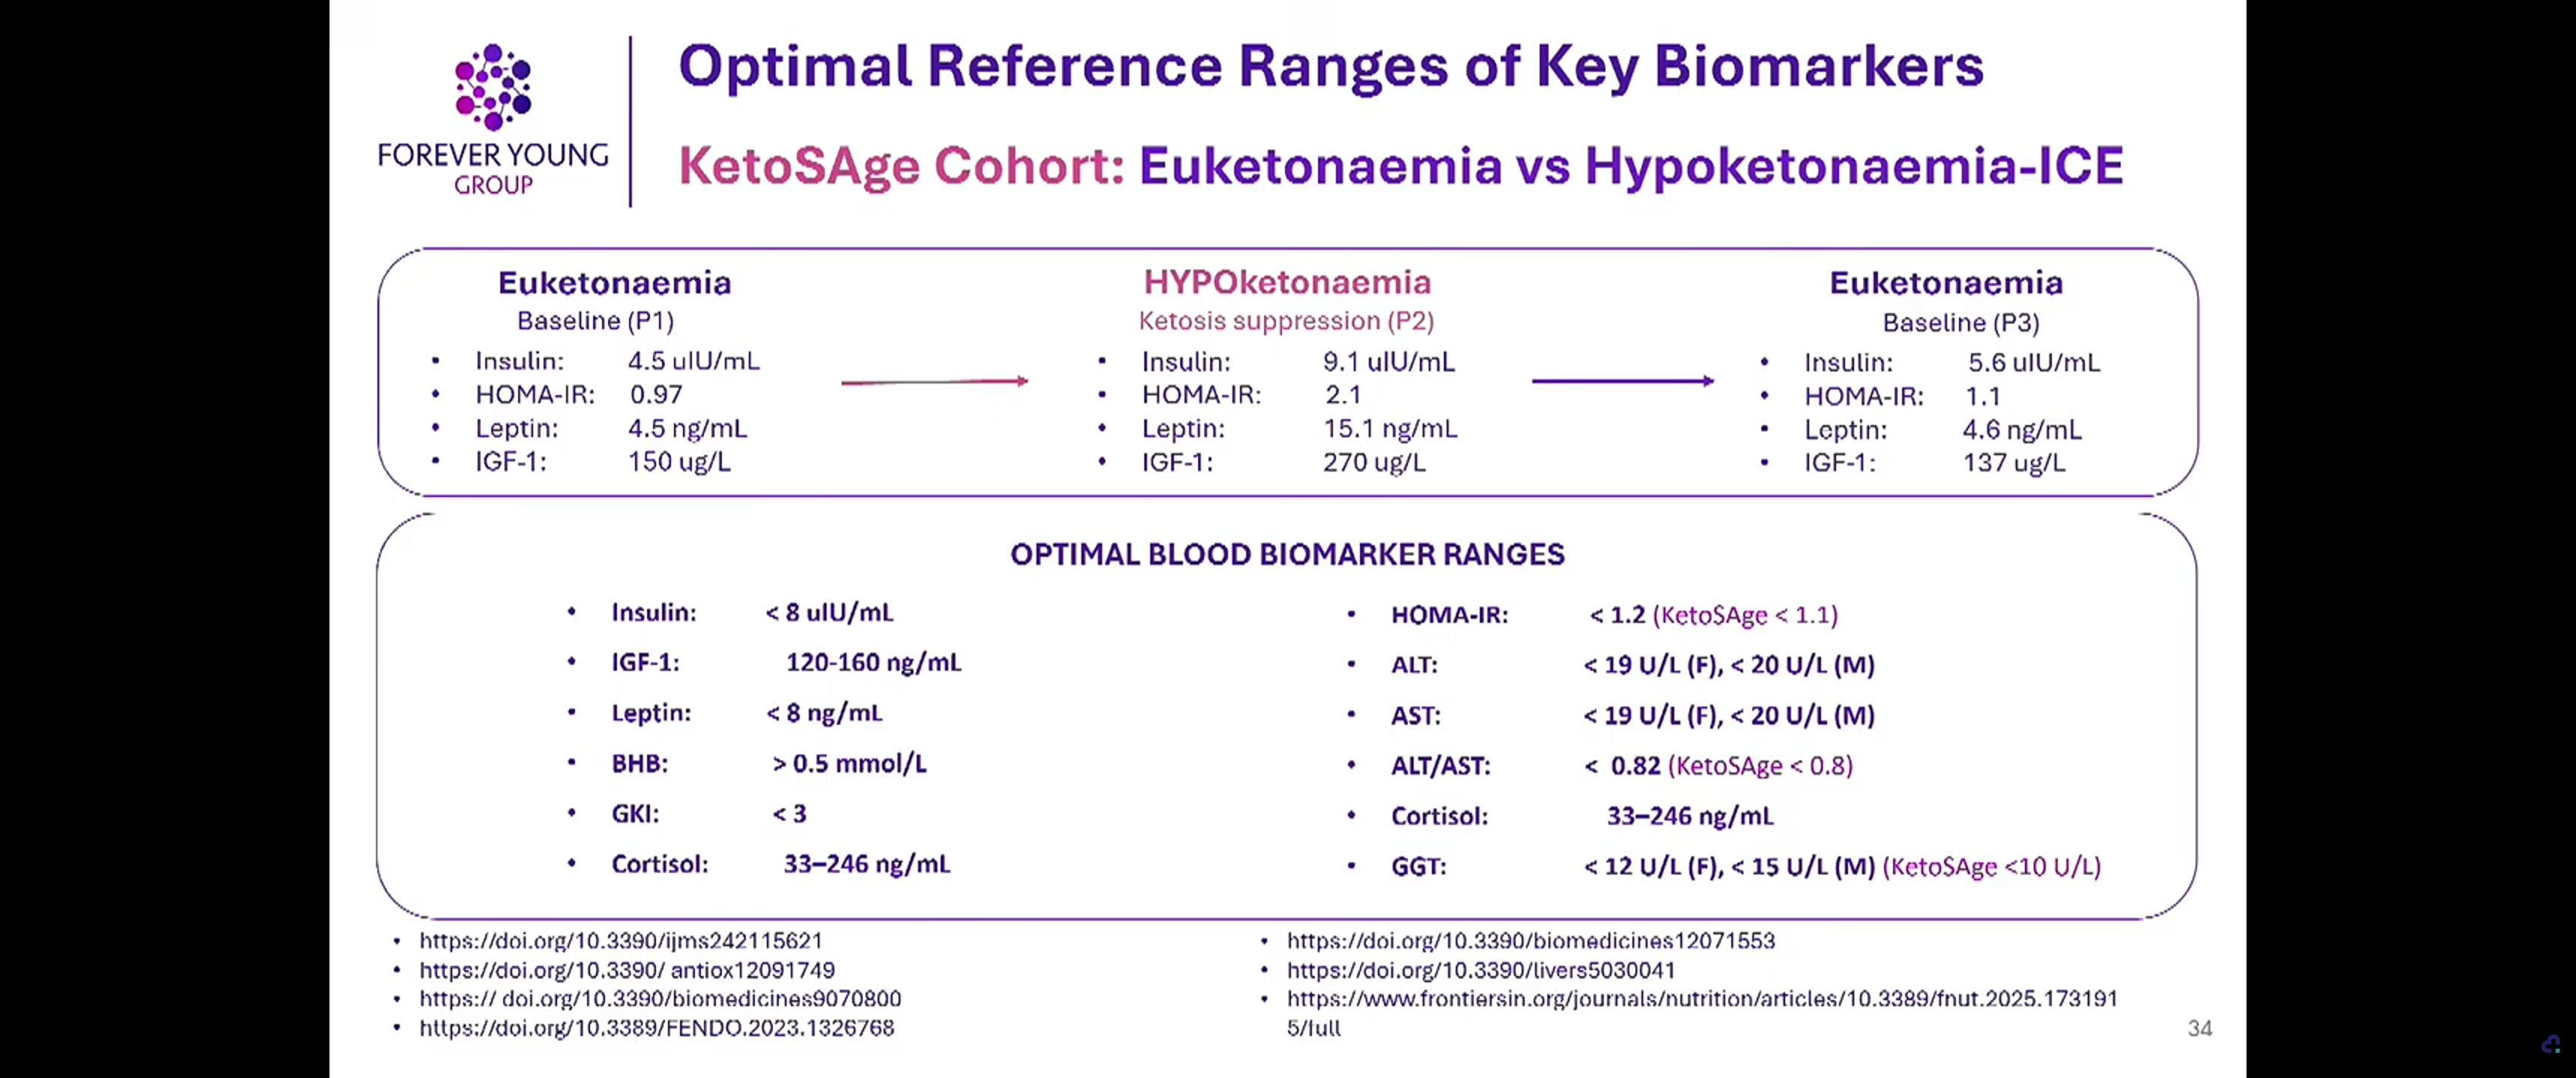 FOREVER YOUNG
GROUP
Optimal Reference Ranges of Key Biomarkers
KetoSAge Cohort: Euketonaemia vs Hypoketonaemia-ICE
Euketonaemia
Baseline (P1)
• Insulin: 4.5 uIU/mL
• HOMA-IR: 0.97
• Leptin: 4.5 ng/mL
• IGF-1: 150 ug/L
HYPOketonaemia
Ketosis suppression (P2)
• Insulin: 9.1 uIU/mL
• HOMA-IR: 2.1
• Leptin: 15.1 ng/mL
• IGF-1: 270 ug/L
Euketonaemia
Baseline (P3)
• Insulin: 5.6 uIU/mL
• HOMA-IR: 1.1
• Leptin: 4.6 ng/mL
• IGF-1: 137 ug/L
OPTIMAL BLOOD BIOMARKER RANGES
• Insulin: < 8 uIU/mL
• IGF-1: 120-160 ng/mL
• Leptin: < 8 ng/mL
• BHB: > 0.5 mmol/L
• GKI: < 3
• Cortisol: 33–246 ng/mL
• HOMA-IR: < 1.2 (KetoSAge < 1.1)
• ALT: < 19 U/L (F), < 20 U/L (M)
• AST: < 19 U/L (F), < 20 U/L (M)
• ALT/AST: < 0.82 (KetoSAge < 0.8)
• Cortisol: 33–246 ng/mL
• GGT: < 12 U/L (F), < 15 U/L (M) (KetoSAge <10 U/L)
• https://doi.org/10.3390/ijms242115621
• https://doi.org/10.3390/ antiox12091749
• https:// doi.org/10.3390/biomedicines9070800
• https://doi.org/10.3389/FENDO.2023.1326768
• https://doi.org/10.3390/biomedicines12071553
• https://doi.org/10.3390/livers5030041
• https://www.frontiersin.org/journals/nutrition/articles/10.3389/fnut.2025.173191
5/full
34